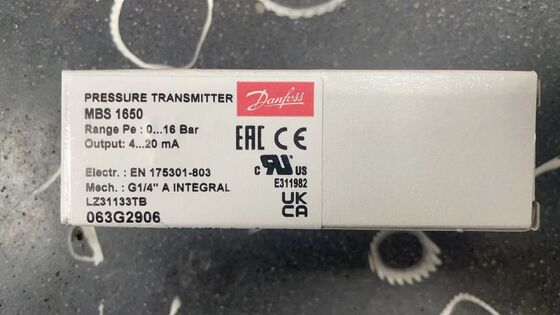 PRESSURE TRANSMITTER
MBS 1650
Range Pe : 0...16 Bar
Output: 4...20 mA
Electr. : EN 175301-803
Mech. : G1/4" A INTEGRAL
LZ31133TB
063G2906
Danfoss
EAC CE
c RU US
E311982
UK
CA